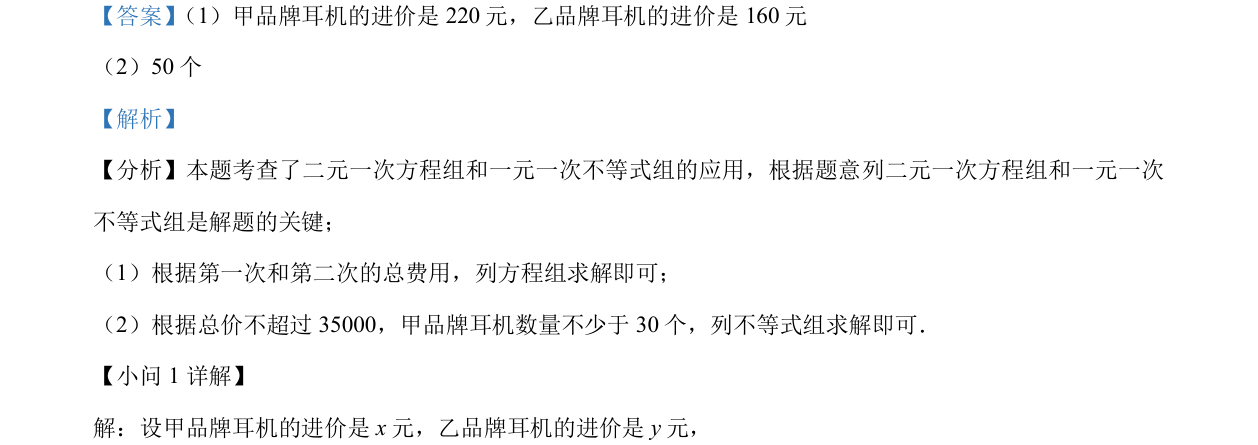 【答案】（1）甲品牌耳机的进价是 220 元，乙品牌耳机的进价是 160 元
（2）50 个
【解析】
【分析】本题考查了二元一次方程组和一元一次不等式组的应用，根据题意列二元一次方程组和一元一次
不等式组是解题的关键；
（1）根据第一次和第二次的总费用，列方程组求解即可；
（2）根据总价不超过 35000，甲品牌耳机数量不少于 30 个，列不等式组求解即可．
【小问 1 详解】
解：设甲品牌耳机的进价是 x 元，乙品牌耳机的进价是 y 元，